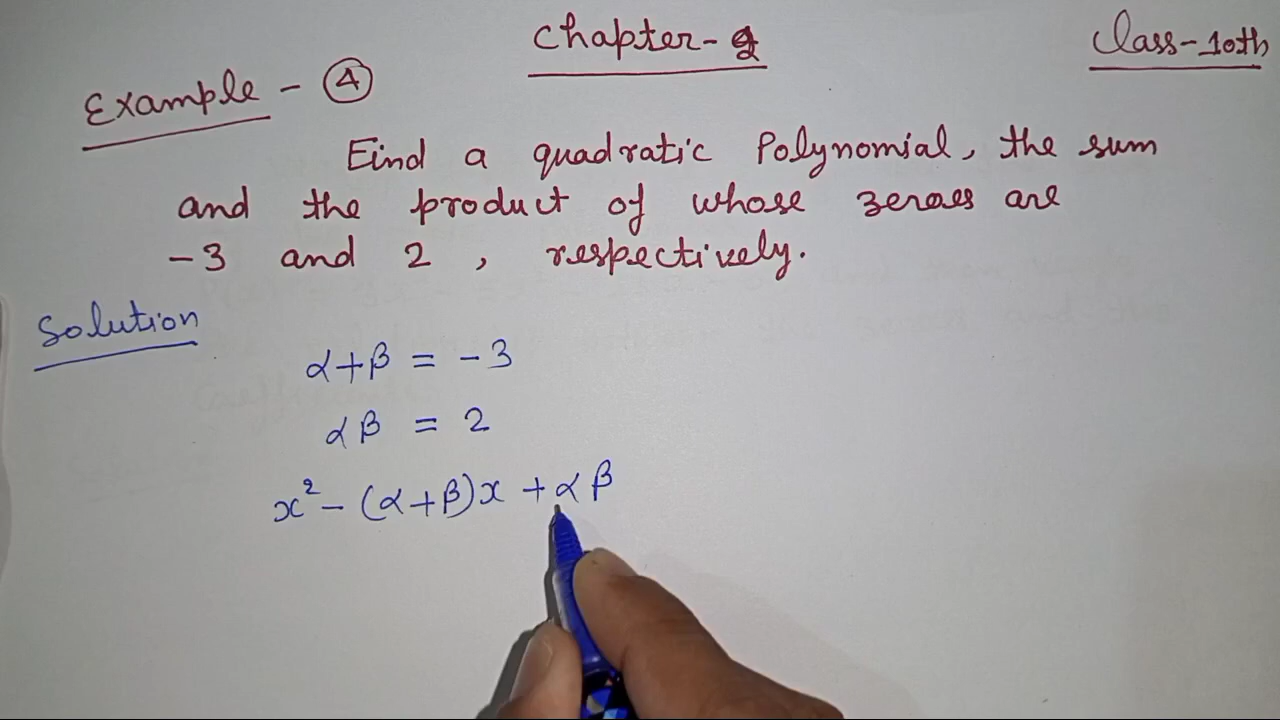 Chapter-2
Class-10th
Example - ④
Find a quadratic Polynomial, the sum
and the product of whose zeroes are
-3 and 2 , respectively.
Solution
α+β = -3
αβ = 2
x² - (α+β)x + αβ